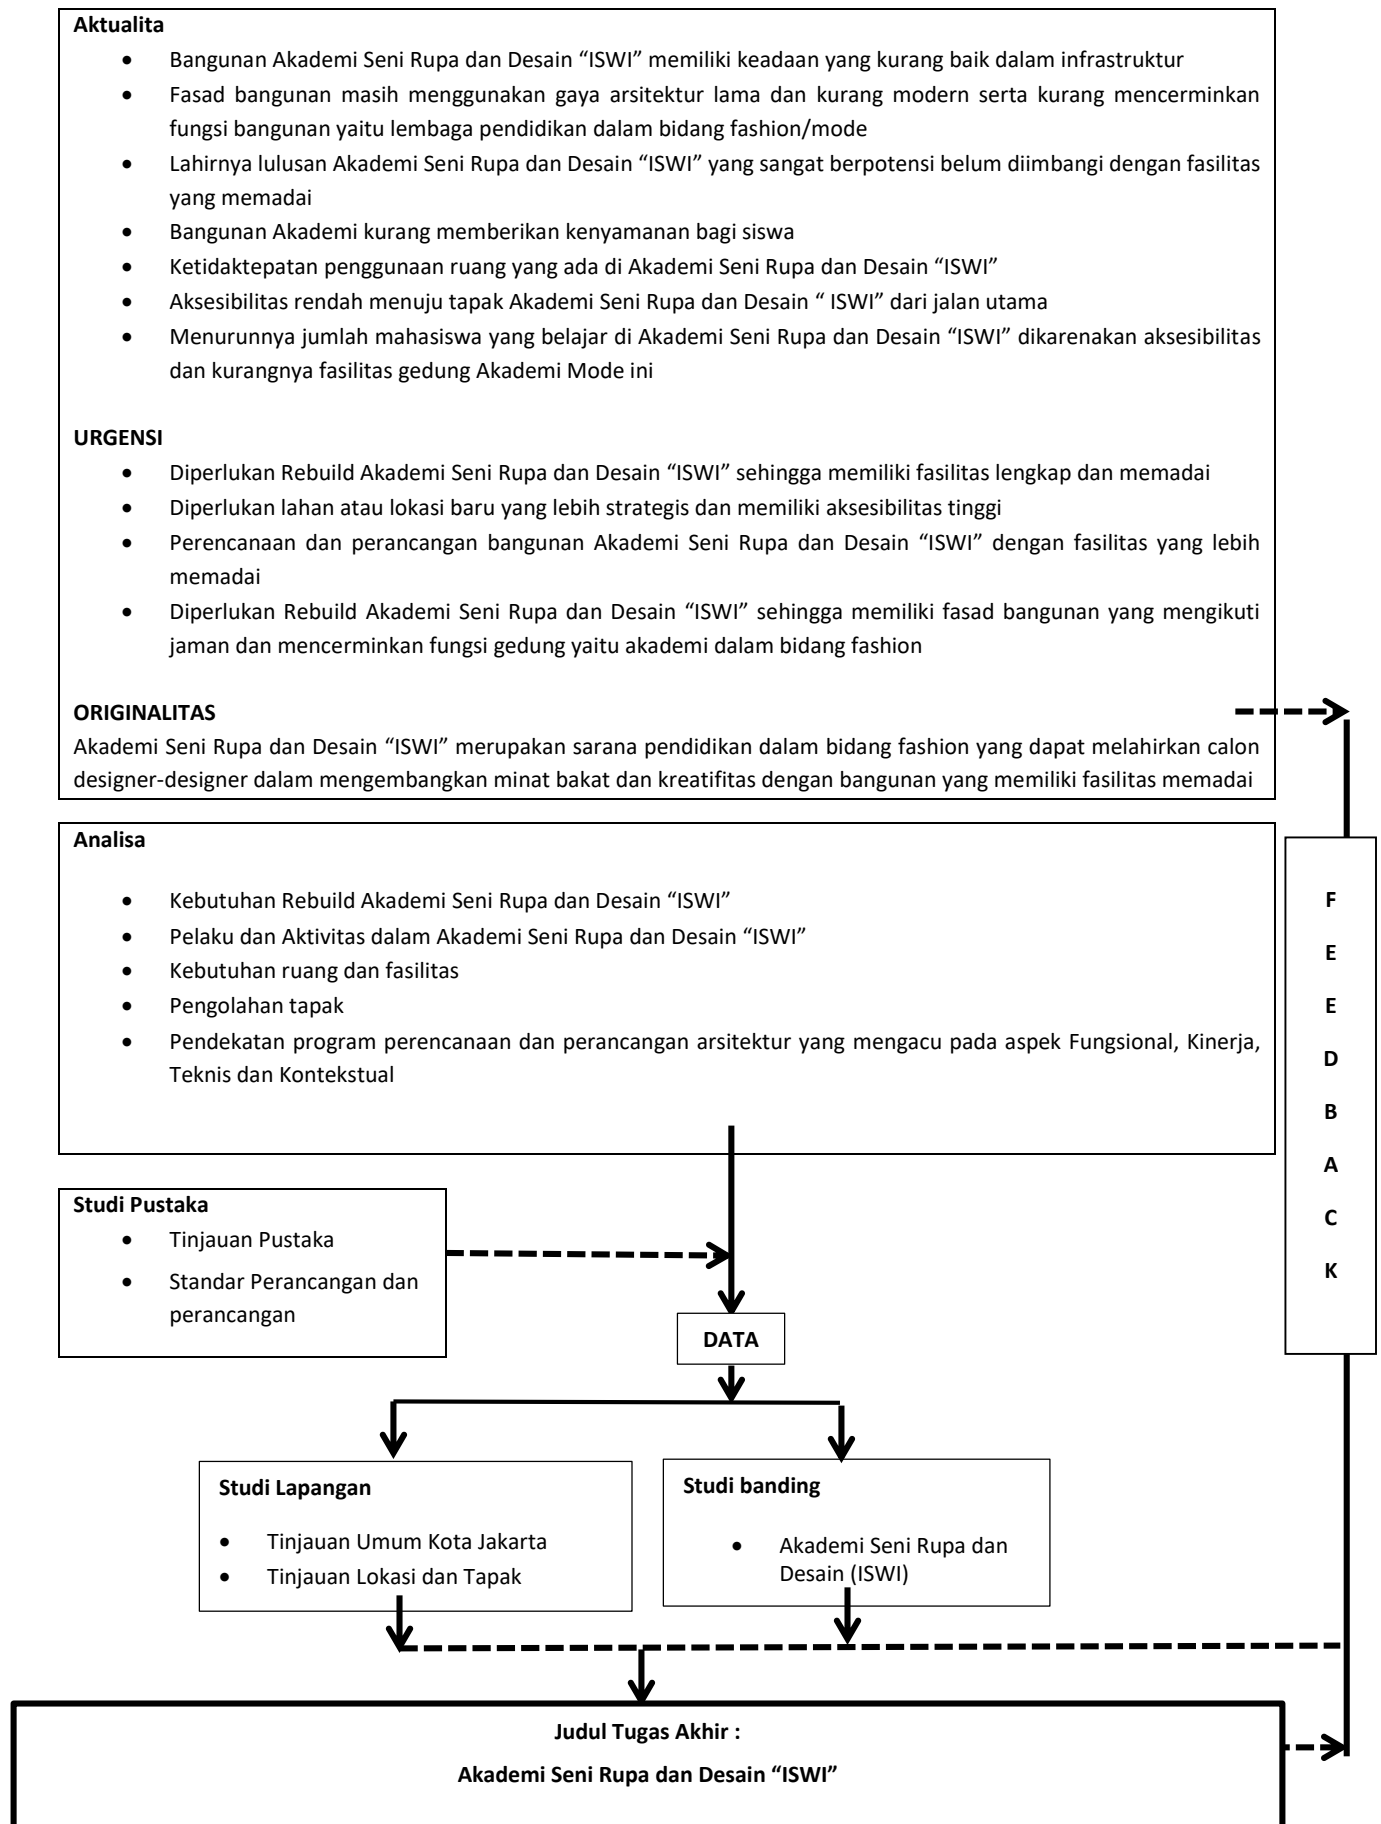 Aktualita
• Bangunan Akademi Seni Rupa dan Desain “ISWI” memiliki keadaan yang kurang baik dalam infrastruktur
• Fasad bangunan masih menggunakan gaya arsitektur lama dan kurang modern serta kurang mencerminkan
fungsi bangunan yaitu lembaga pendidikan dalam bidang fashion/mode
• Lahirnya lulusan Akademi Seni Rupa dan Desain “ISWI” yang sangat berpotensi belum diimbangi dengan fasilitas
yang memadai
• Bangunan Akademi kurang memberikan kenyamanan bagi siswa
• Ketidaktepatan penggunaan ruang yang ada di Akademi Seni Rupa dan Desain “ISWI”
• Aksesibilitas rendah menuju tapak Akademi Seni Rupa dan Desain “ ISWI” dari jalan utama
• Menurunnya jumlah mahasiswa yang belajar di Akademi Seni Rupa dan Desain “ISWI” dikarenakan aksesibilitas
dan kurangnya fasilitas gedung Akademi Mode ini
URGENSI
• Diperlukan Rebuild Akademi Seni Rupa dan Desain “ISWI” sehingga memiliki fasilitas lengkap dan memadai
• Diperlukan lahan atau lokasi baru yang lebih strategis dan memiliki aksesibilitas tinggi
• Perencanaan dan perancangan bangunan Akademi Seni Rupa dan Desain “ISWI” dengan fasilitas yang lebih
memadai
• Diperlukan Rebuild Akademi Seni Rupa dan Desain “ISWI” sehingga memiliki fasad bangunan yang mengikuti
jaman dan mencerminkan fungsi gedung yaitu akademi dalam bidang fashion
ORIGINALITAS
Akademi Seni Rupa dan Desain “ISWI” merupakan sarana pendidikan dalam bidang fashion yang dapat melahirkan calon
designer-designer dalam mengembangkan minat bakat dan kreatifitas dengan bangunan yang memiliki fasilitas memadai
Analisa
• Kebutuhan Rebuild Akademi Seni Rupa dan Desain “ISWI”
• Pelaku dan Aktivitas dalam Akademi Seni Rupa dan Desain “ISWI”
• Kebutuhan ruang dan fasilitas
• Pengolahan tapak
• Pendekatan program perencanaan dan perancangan arsitektur yang mengacu pada aspek Fungsional, Kinerja,
Teknis dan Kontekstual
F
E
E
D
B
A
C
K
Studi Pustaka
• Tinjauan Pustaka
• Standar Perancangan dan
perancangan
DATA
Studi Lapangan
• Tinjauan Umum Kota Jakarta
• Tinjauan Lokasi dan Tapak
Studi banding
• Akademi Seni Rupa dan
Desain (ISWI)
Judul Tugas Akhir :
Akademi Seni Rupa dan Desain “ISWI”